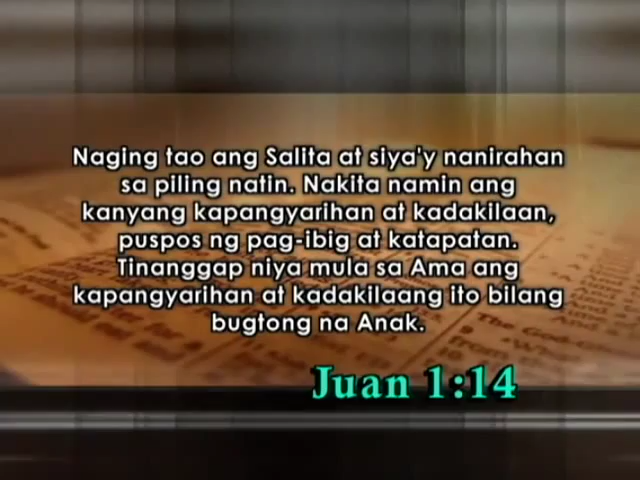 Naging tao ang Salita at siya'y nanirahan
sa piling natin. Nakita namin ang
kanyang kapangyarihan at kadakilaan,
puspos ng pag-ibig at katapatan.
Tinanggap niya mula sa Ama ang
kapangyarihan at kadakilaang ito bilang
bugtong na Anak.
Juan 1:14